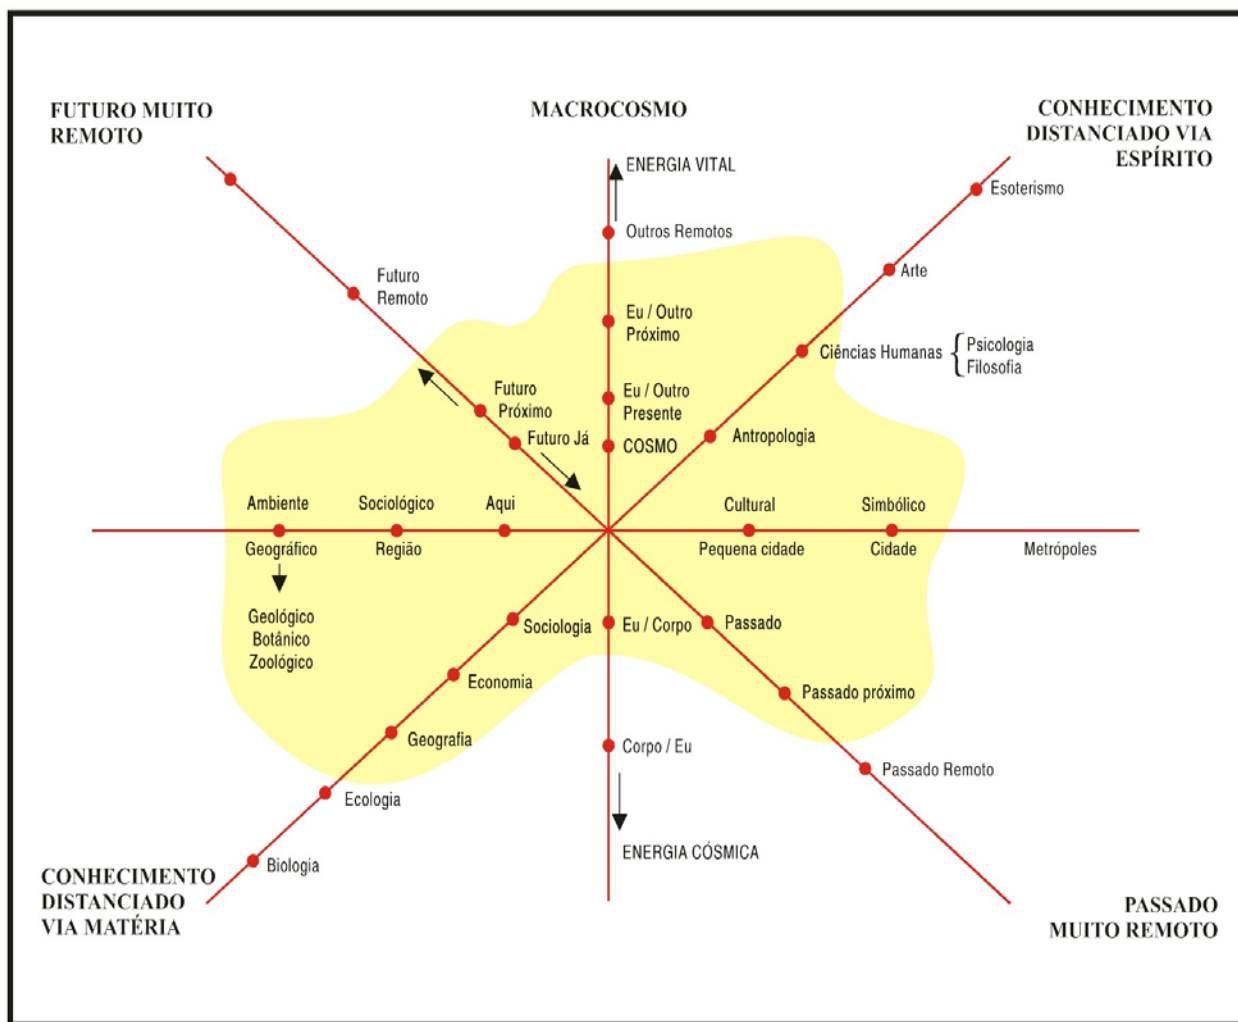 FUTURO MUITO
REMOTO
MACROCOSMO
CONHECIMENTO
DISTANCIADO VIA
ESPÍRITO
ENERGIA VITAL
Esoterismo
Outros Remotos
Arte
Futuro
Remoto
Eu / Outro
Próximo
Ciências Humanas { Psicologia
Filosofia
Futuro
Próximo
Eu / Outro
Presente
Futuro Já
COSMO
Antropologia
Ambiente
Sociológico
Aqui
Cultural
Simbólico
Geográfico
Região
Pequena cidade
Cidade
Metrópoles
Geológico
Botânico
Zoológico
Sociologia
Eu / Corpo
Passado
Economia
Passado próximo
Geografia
Corpo / Eu
Passado Remoto
Ecologia
ENERGIA CÓSMICA
Biologia
CONHECIMENTO
DISTANCIADO
VIA MATÉRIA
PASSADO
MUITO REMOTO